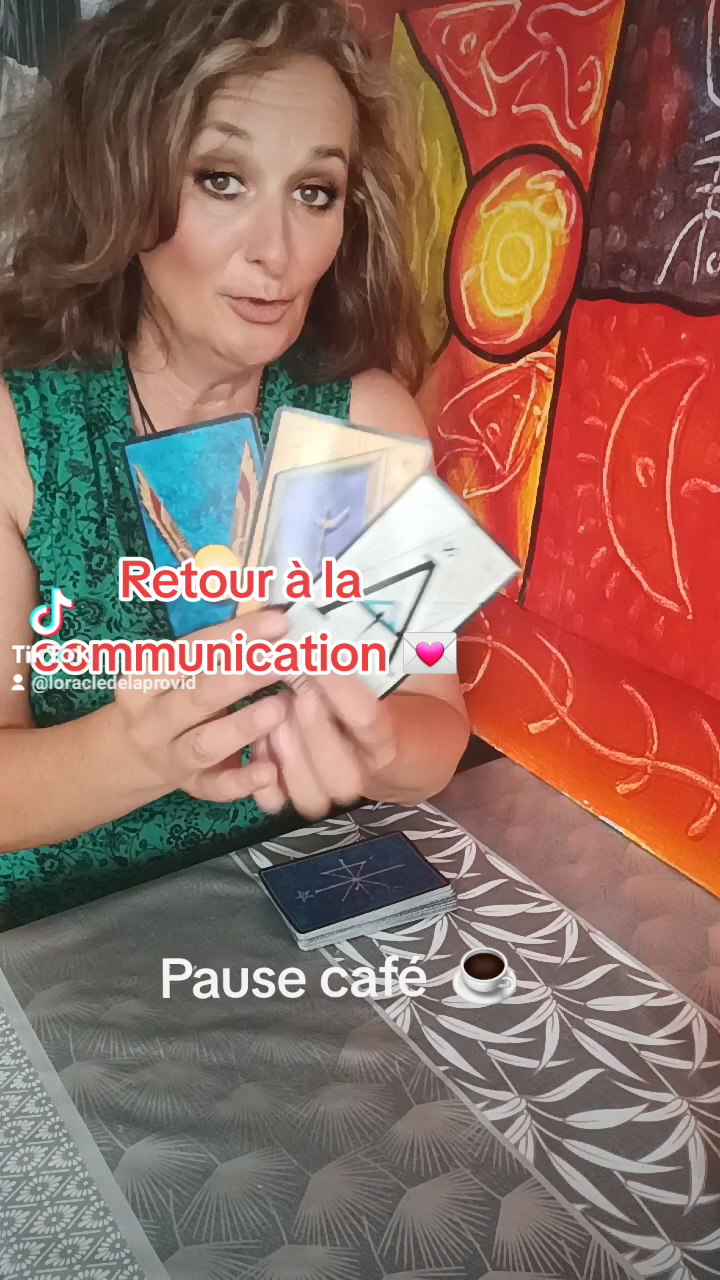 Retour à la
communication 💌
TikTok
@loracledelaprovid
Pause café ☕